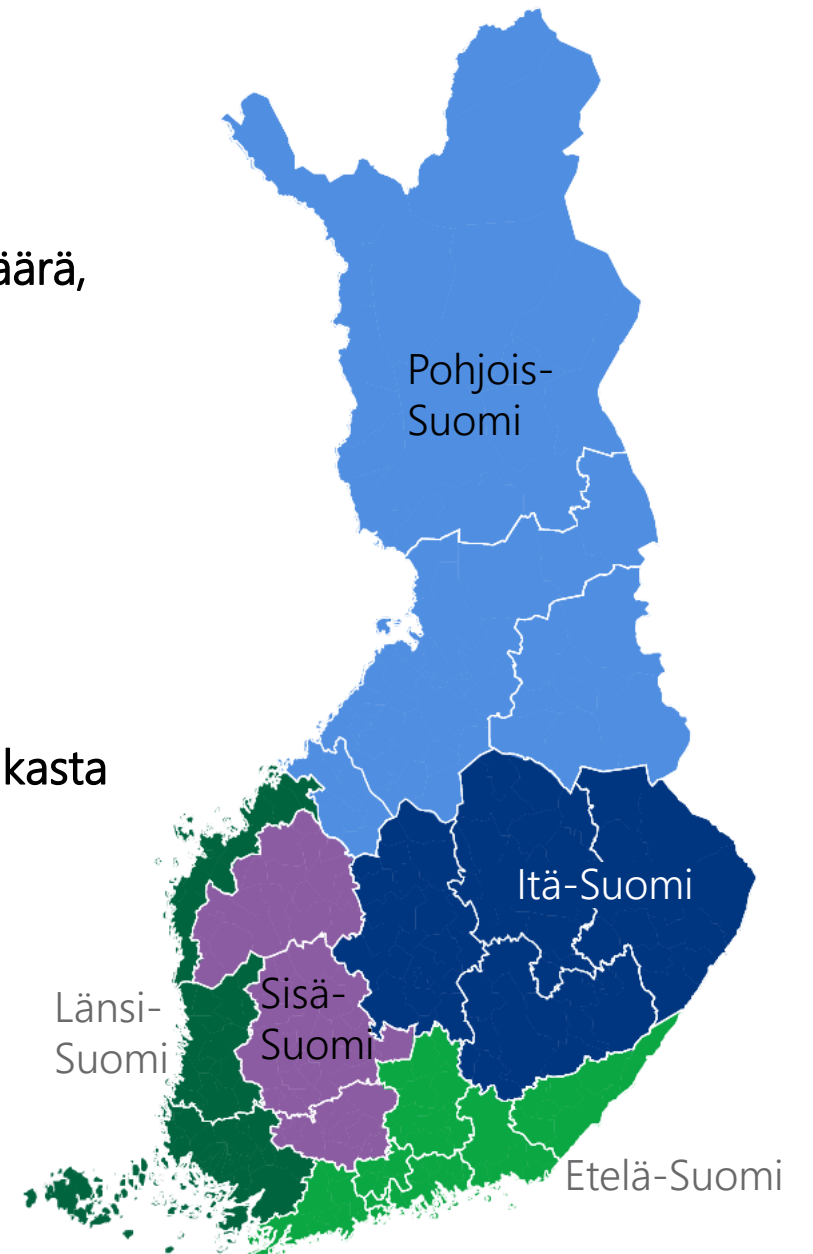 äärä,
Pohjois-
Suomi
kasta
Itä-Suomi
Sisä-
Suomi
Länsi-
Suomi
Etelä-Suomi